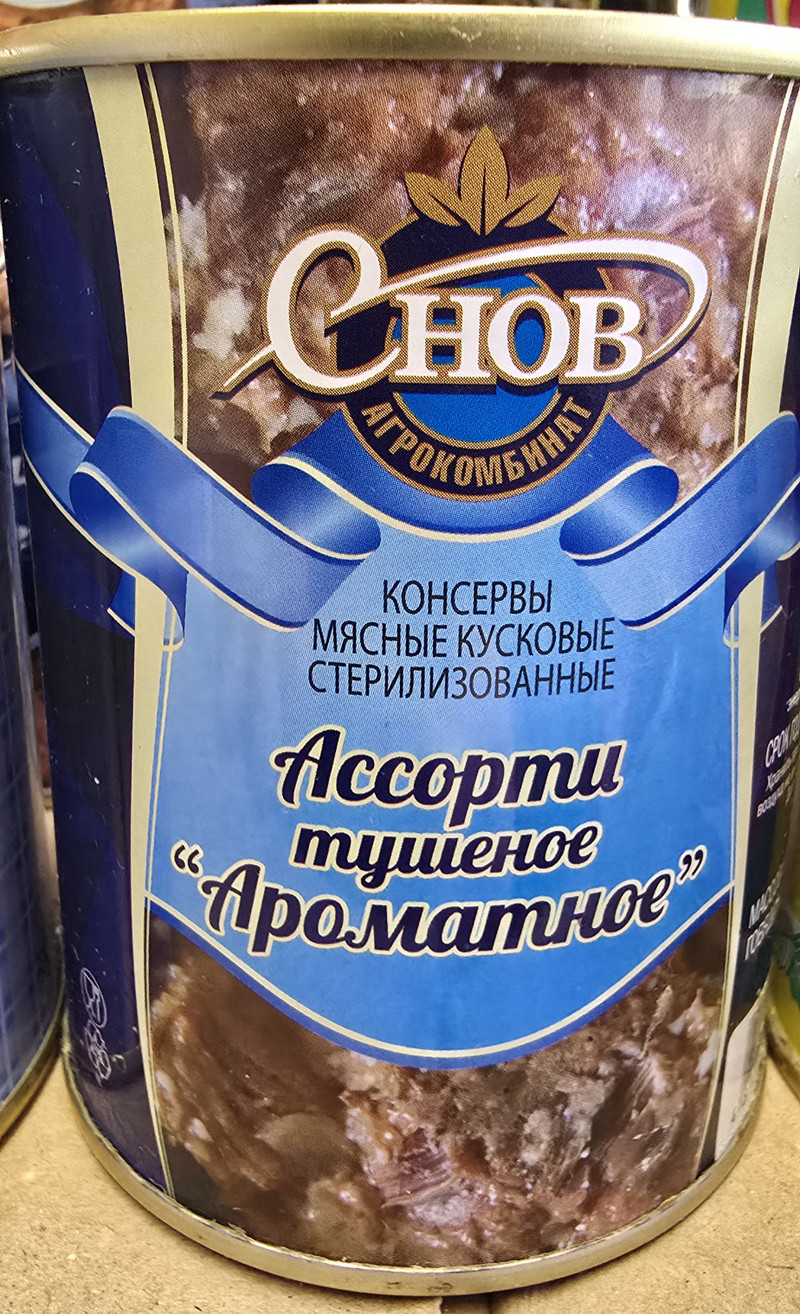 Снов
АГРОКОМБИНАТ
КОНСЕРВЫ
МЯСНЫЕ КУСКОВЫЕ
СТЕРИЛИЗОВАННЫЕ
Ассорти
тушеное
“Ароматное”